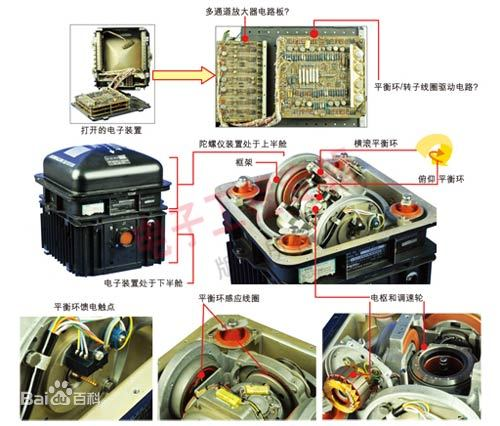 多通道放大器电路板?
平衡环/转子线圈驱动电路?
打开的电子装置
陀螺仪装置处于上半舱
横滚平衡环
框架
俯仰平衡环
电子装置处于下半舱
平衡环馈电触点
平衡环感应线圈
电枢和调速轮
电子工
版
Bai百科